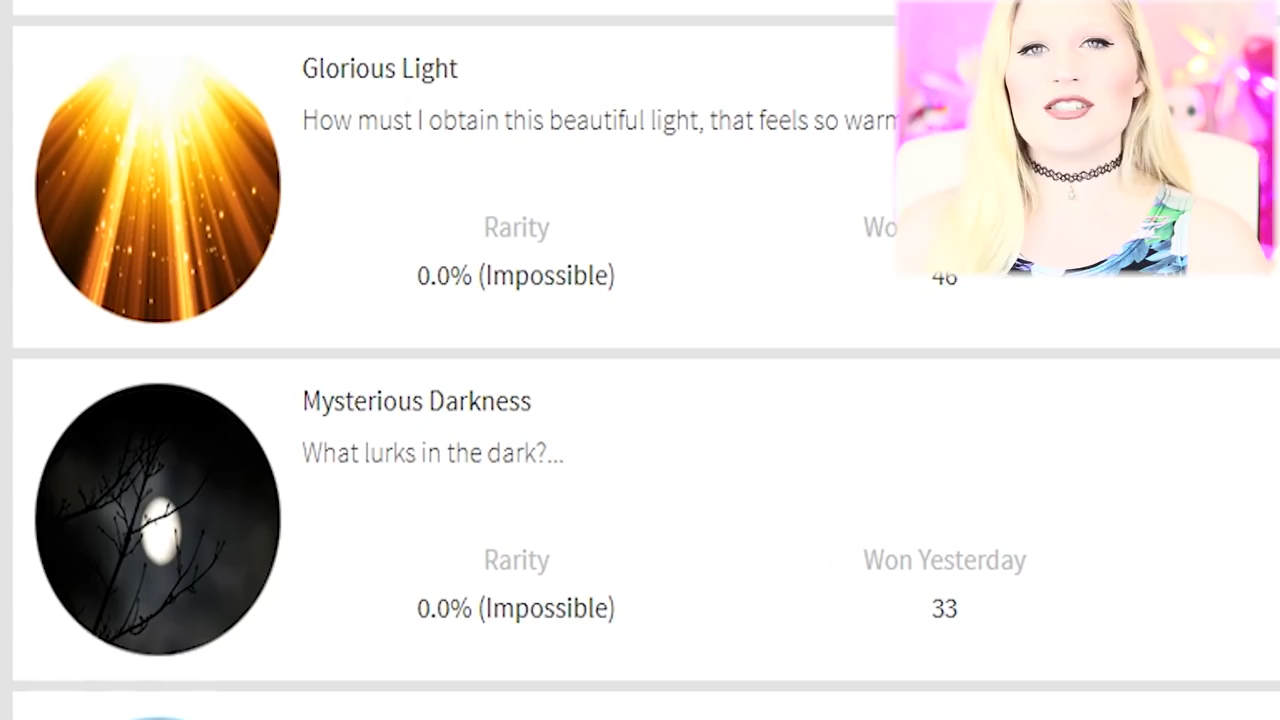 Glorious Light
How must I obtain this beautiful light, that feels so warm
Rarity
0.0% (Impossible)
46
Mysterious Darkness
What lurks in the dark?...
Rarity
Won Yesterday
0.0% (Impossible)
33